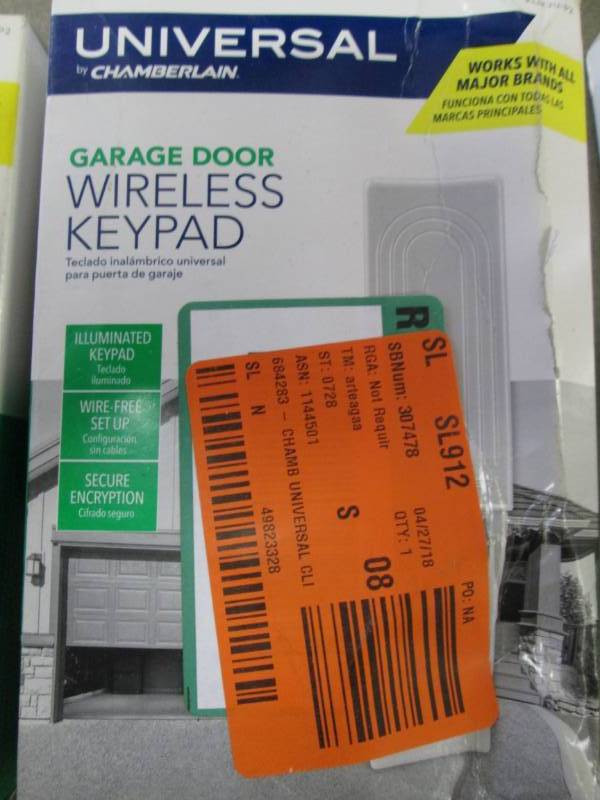 UNIVERSAL
by CHAMBERLAIN
WORKS WITH ALL
MAJOR BRANDS
FUNCIONA CON TODAS LAS
MARCAS PRINCIPALES
GARAGE DOOR
WIRELESS
KEYPAD
Teclado inalámbrico universal
para puerta de garaje
ILLUMINATED
KEYPAD
Teclado
iluminado
WIRE-FREE
SET UP
Configuración
sin cables
SECURE
ENCRYPTION
Cifrado seguro
R
SL SL912
SBNum: 307478 04/27/18 PO: NA
RGA: Not Requir QTY: 1
TM: arteagaa
ST: 0728 S 08
ASN: 1144501
684283 - CHAMB UNIVERSAL CLI
SL N 49823328